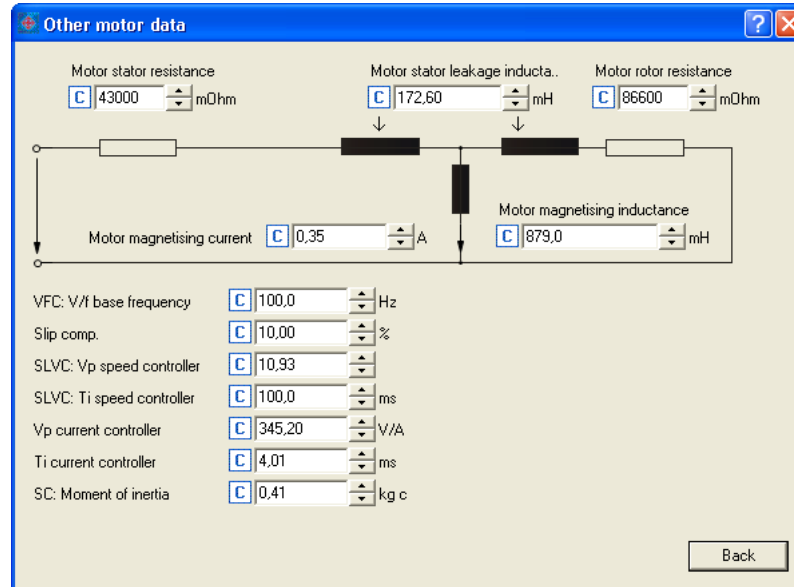 Other motor data
Motor stator resistance Motor stator leakage inducta.. Motor rotor resistance
C 43000 mOhm C 172,60 mH C 86600 mOhm
Motor magnetising inductance
Motor magnetising current C 0,35 A C 879,0 mH
VFC: V/f base frequency C 100,0 Hz
Slip comp. C 10,00 %
SLVC: Vp speed controller C 10,93
SLVC: Ti speed controller C 100,0 ms
Vp current controller C 345,20 V/A
Ti current controller C 4,01 ms
SC: Moment of inertia C 0,41 kg c
Back